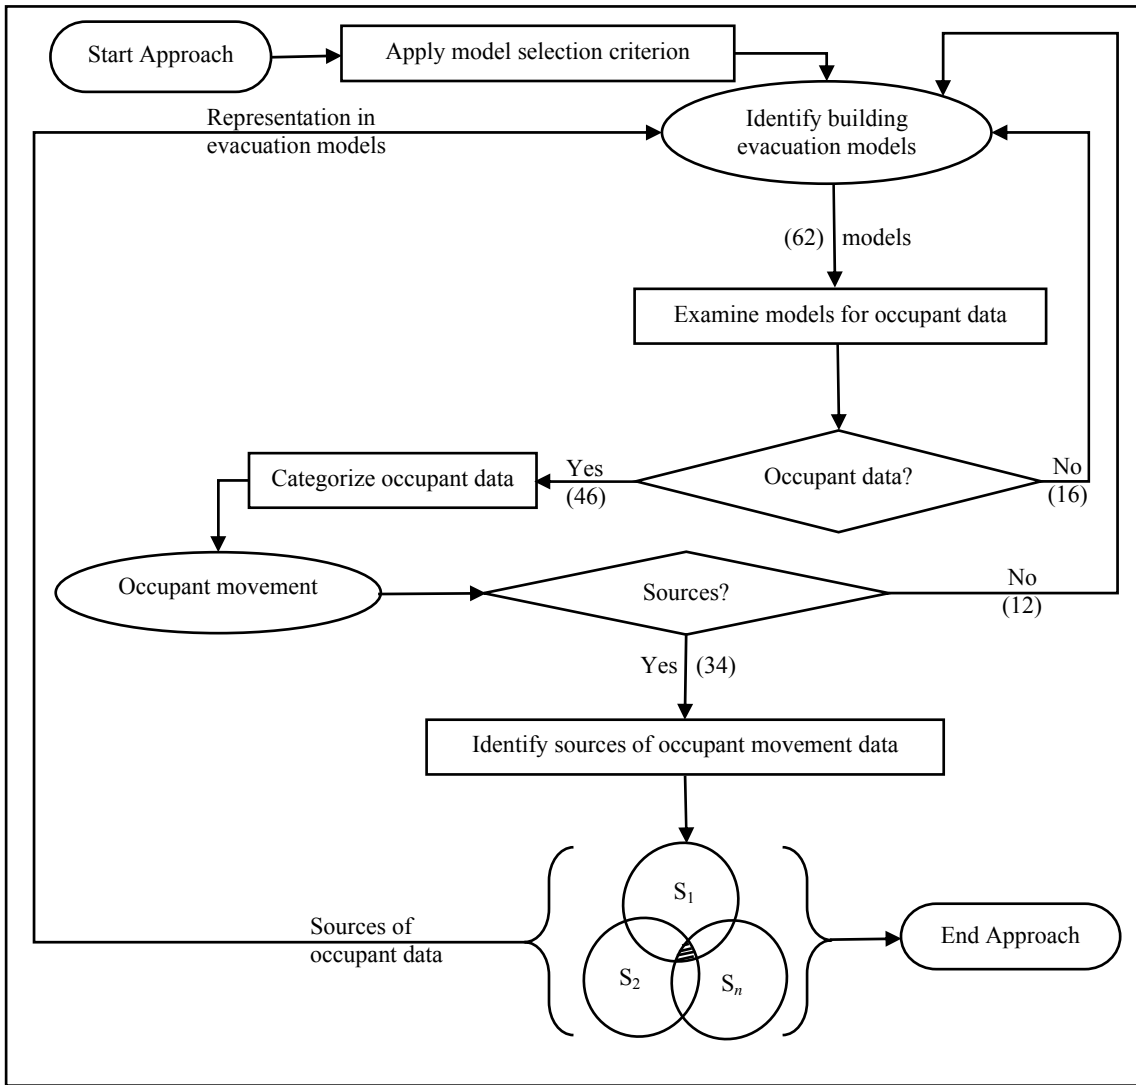 Start Approach
Apply model selection criterion
Identify building
evacuation models
Representation in
evacuation models
(62) models
Examine models for occupant data
Occupant data?
Yes
(46)
No
(16)
Categorize occupant data
Occupant movement
Sources?
No
(12)
Yes (34)
Identify sources of occupant movement data
S1
S2
Sn
Sources of
occupant data
End Approach